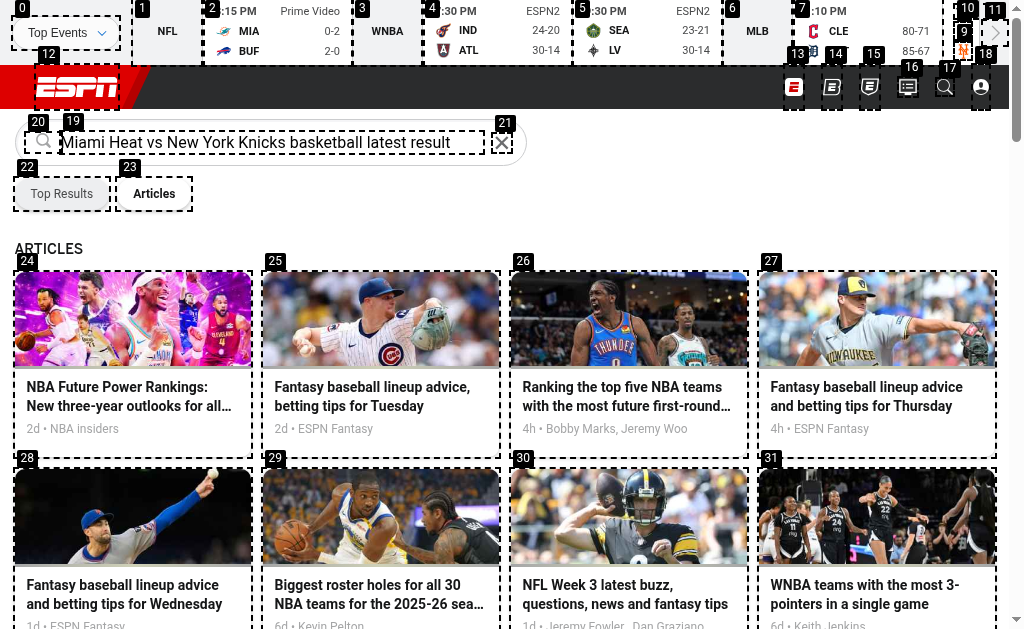 0
1
2
3
4
5
6
7
10
11
Top Events
NFL
:15 PM
Prime Video
MIA
0-2
BUF
2-0
WNBA
:30 PM
ESPN2
IND
24-20
ATL
30-14
:30 PM
ESPN2
SEA
23-21
LV
30-14
MLB
:10 PM
CLE
80-71
85-67
9
12
13
14
15
16
17
18
ESPN
20
19
21
Miami Heat vs New York Knicks basketball latest result
22
23
Top Results
Articles
ARTICLES
24
25
26
27
NBA Future Power Rankings:
New three-year outlooks for all...
2d • NBA insiders
Fantasy baseball lineup advice,
betting tips for Tuesday
2d • ESPN Fantasy
THUNDER
Ranking the top five NBA teams
with the most future first-round...
4h • Bobby Marks, Jeremy Woo
MILWAUKEE
Fantasy baseball lineup advice
and betting tips for Thursday
4h • ESPN Fantasy
28
29
30
31
Fantasy baseball lineup advice
and betting tips for Wednesday
1d • ESPN Fantasy
Biggest roster holes for all 30
NBA teams for the 2025-26 sea...
6d • Kevin Pelton
NFL Week 3 latest buzz,
questions, news and fantasy tips
1d • Jeremy Fowler, Dan Graziano
11
24
22
WNBA teams with the most 3-
pointers in a single game
6d • Keith Jenkins